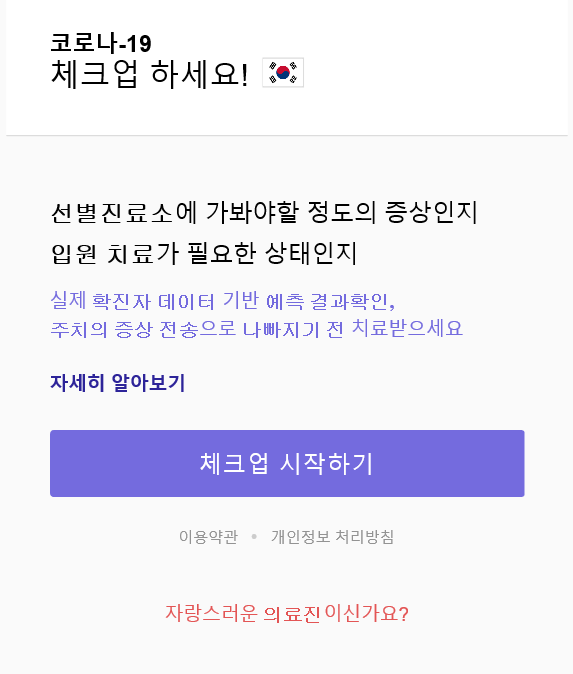 코로나-19
체크업 하세요!
선별진료소에 가봐야할 정도의 증상인지
입원 치료가 필요한 상태인지
실제 확진자 데이터 기반 예측 결과확인,
주치의 증상 전송으로 나빠지기 전 치료받으세요
자세히 알아보기
체크업 시작하기
이용약관 • 개인정보 처리방침
자랑스러운 의료진이신가요?